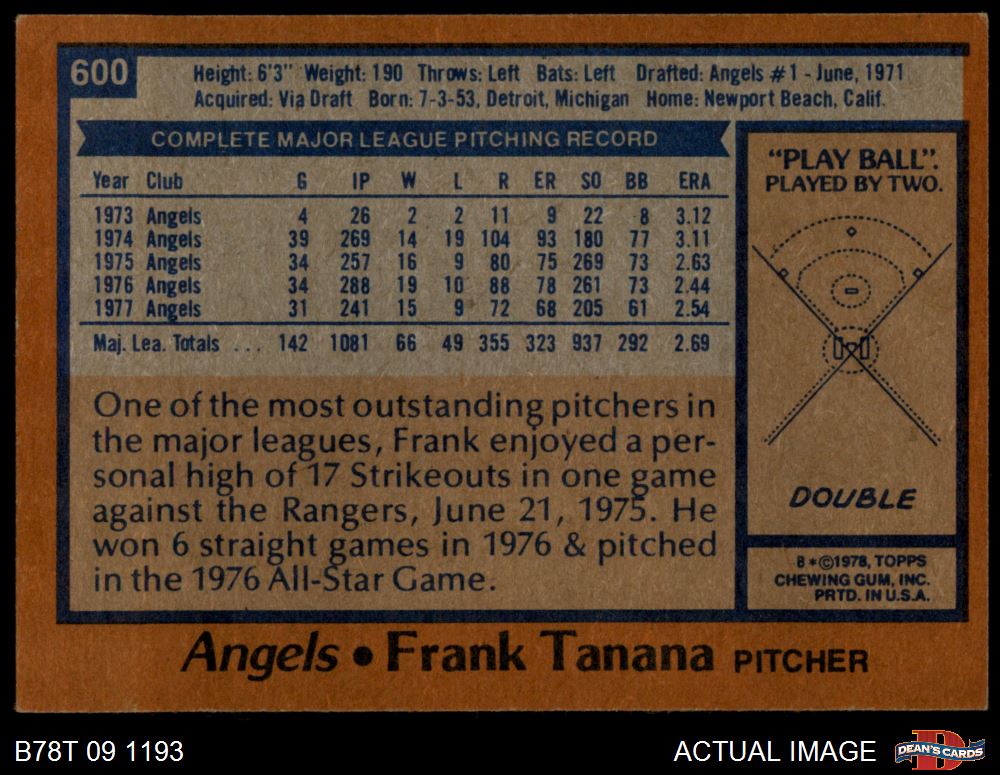 600
Height: 6'3" Weight: 190 Throws: Left Bats: Left Drafted: Angels #1 - June, 1971
Acquired: Via Draft Born: 7-3-53, Detroit, Michigan Home: Newport Beach, Calif.
COMPLETE MAJOR LEAGUE PITCHING RECORD
Year Club G IP W L R ER SO BB ERA
1973 Angels 4 26 2 2 11 9 22 8 3.12
1974 Angels 39 269 14 19 104 93 180 77 3.11
1975 Angels 34 257 16 9 80 75 269 73 2.63
1976 Angels 34 288 19 10 88 78 261 73 2.44
1977 Angels 31 241 15 9 72 68 205 61 2.54
Maj. Lea. Totals ... 142 1081 66 49 355 323 937 292 2.69
One of the most outstanding pitchers in
the major leagues, Frank enjoyed a per-
sonal high of 17 Strikeouts in one game
against the Rangers, June 21, 1975. He
won 6 straight games in 1976 & pitched
in the 1976 All-Star Game.
"PLAY BALL".
PLAYED BY TWO.
DOUBLE
B*©1978, TOPPS
CHEWING GUM, INC.
PRTD. IN U.S.A.
Angels • Frank Tanana PITCHER
B78T 09 1193
ACTUAL IMAGE
D
DEAN'S CARDS